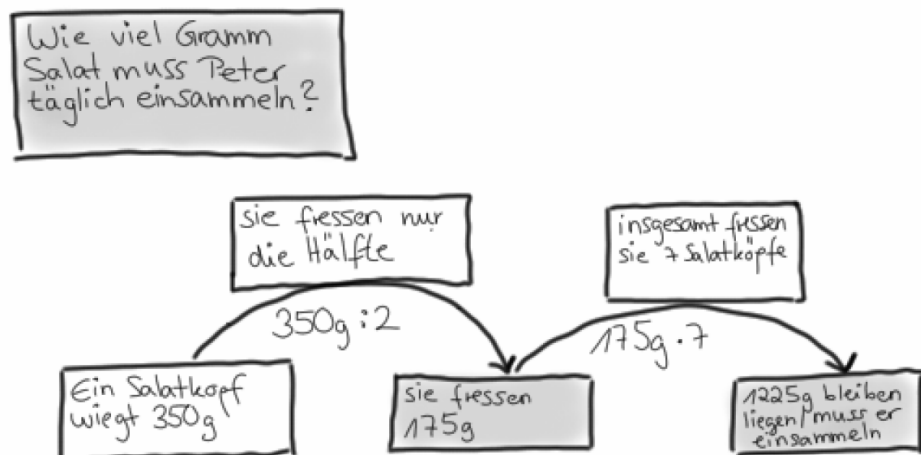 Wie viel Gramm
Salat muss Peter
täglich einsammeln?
sie fressen nur
die Hälfte
insgesamt fressen
sie 7 Salatköpfe
350g:2
175g·7
Ein Salatkopf
wiegt 350g
sie fressen
175g
1225g bleiben
liegen/muss er
einsammeln